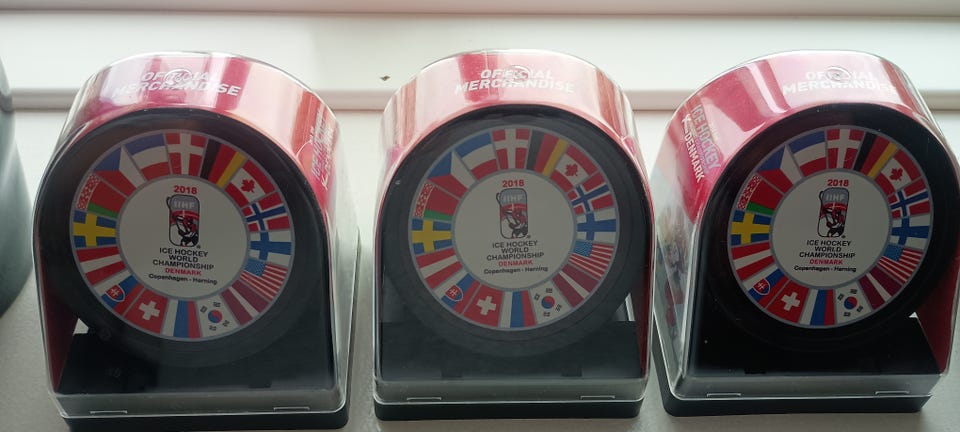 OFFICIAL
MERCHANDISE
2018
IIHF
ICE HOCKEY
WORLD
CHAMPIONSHIP
DENMARK
Copenhagen - Herning
OFFICIAL
MERCHANDISE
2018
IIHF
ICE HOCKEY
WORLD
CHAMPIONSHIP
DENMARK
Copenhagen - Herning
OFFICIAL
MERCHANDISE
ICE HOCKEY
DENMARK
2018
IIHF
ICE HOCKEY
WORLD
CHAMPIONSHIP
DENMARK
Copenhagen - Herning